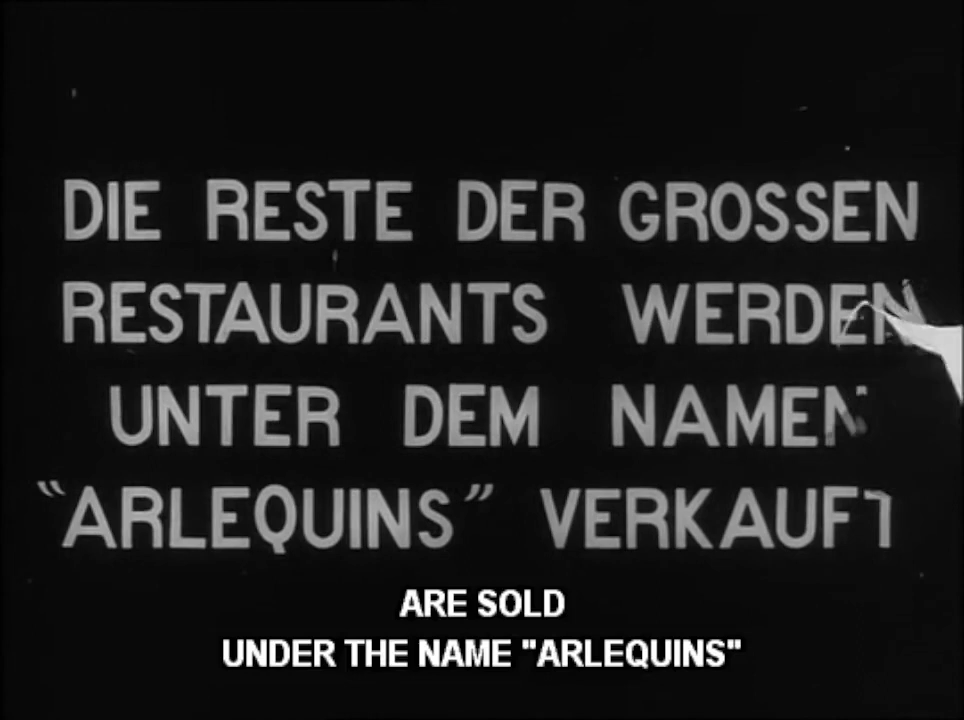 DIE RESTE DER GROSSEN
RESTAURANTS WERDEN
UNTER DEM NAMEN
"ARLEQUINS" VERKAUFT
ARE SOLD
UNDER THE NAME "ARLEQUINS"